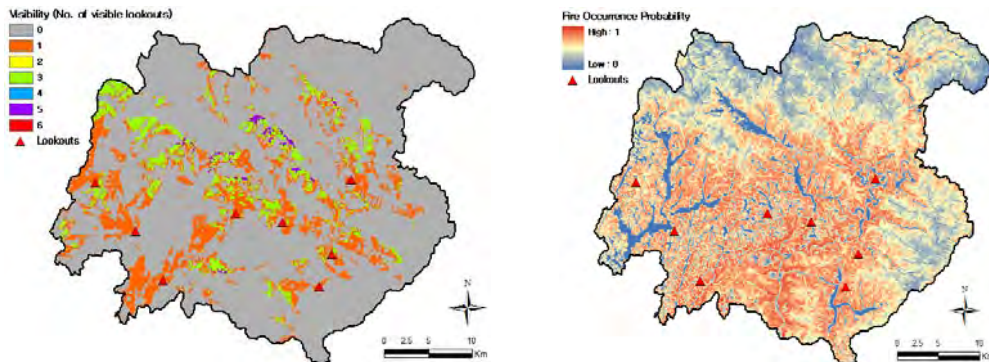 Visibility (No. of visible lookouts)
0
1
2
3
4
5
6
Lookouts
N
0 2.5 5 10
Km
Fire Occurrence Probability
High : 1
Low : 0
Lookouts
N
0 2.5 5 10
Km